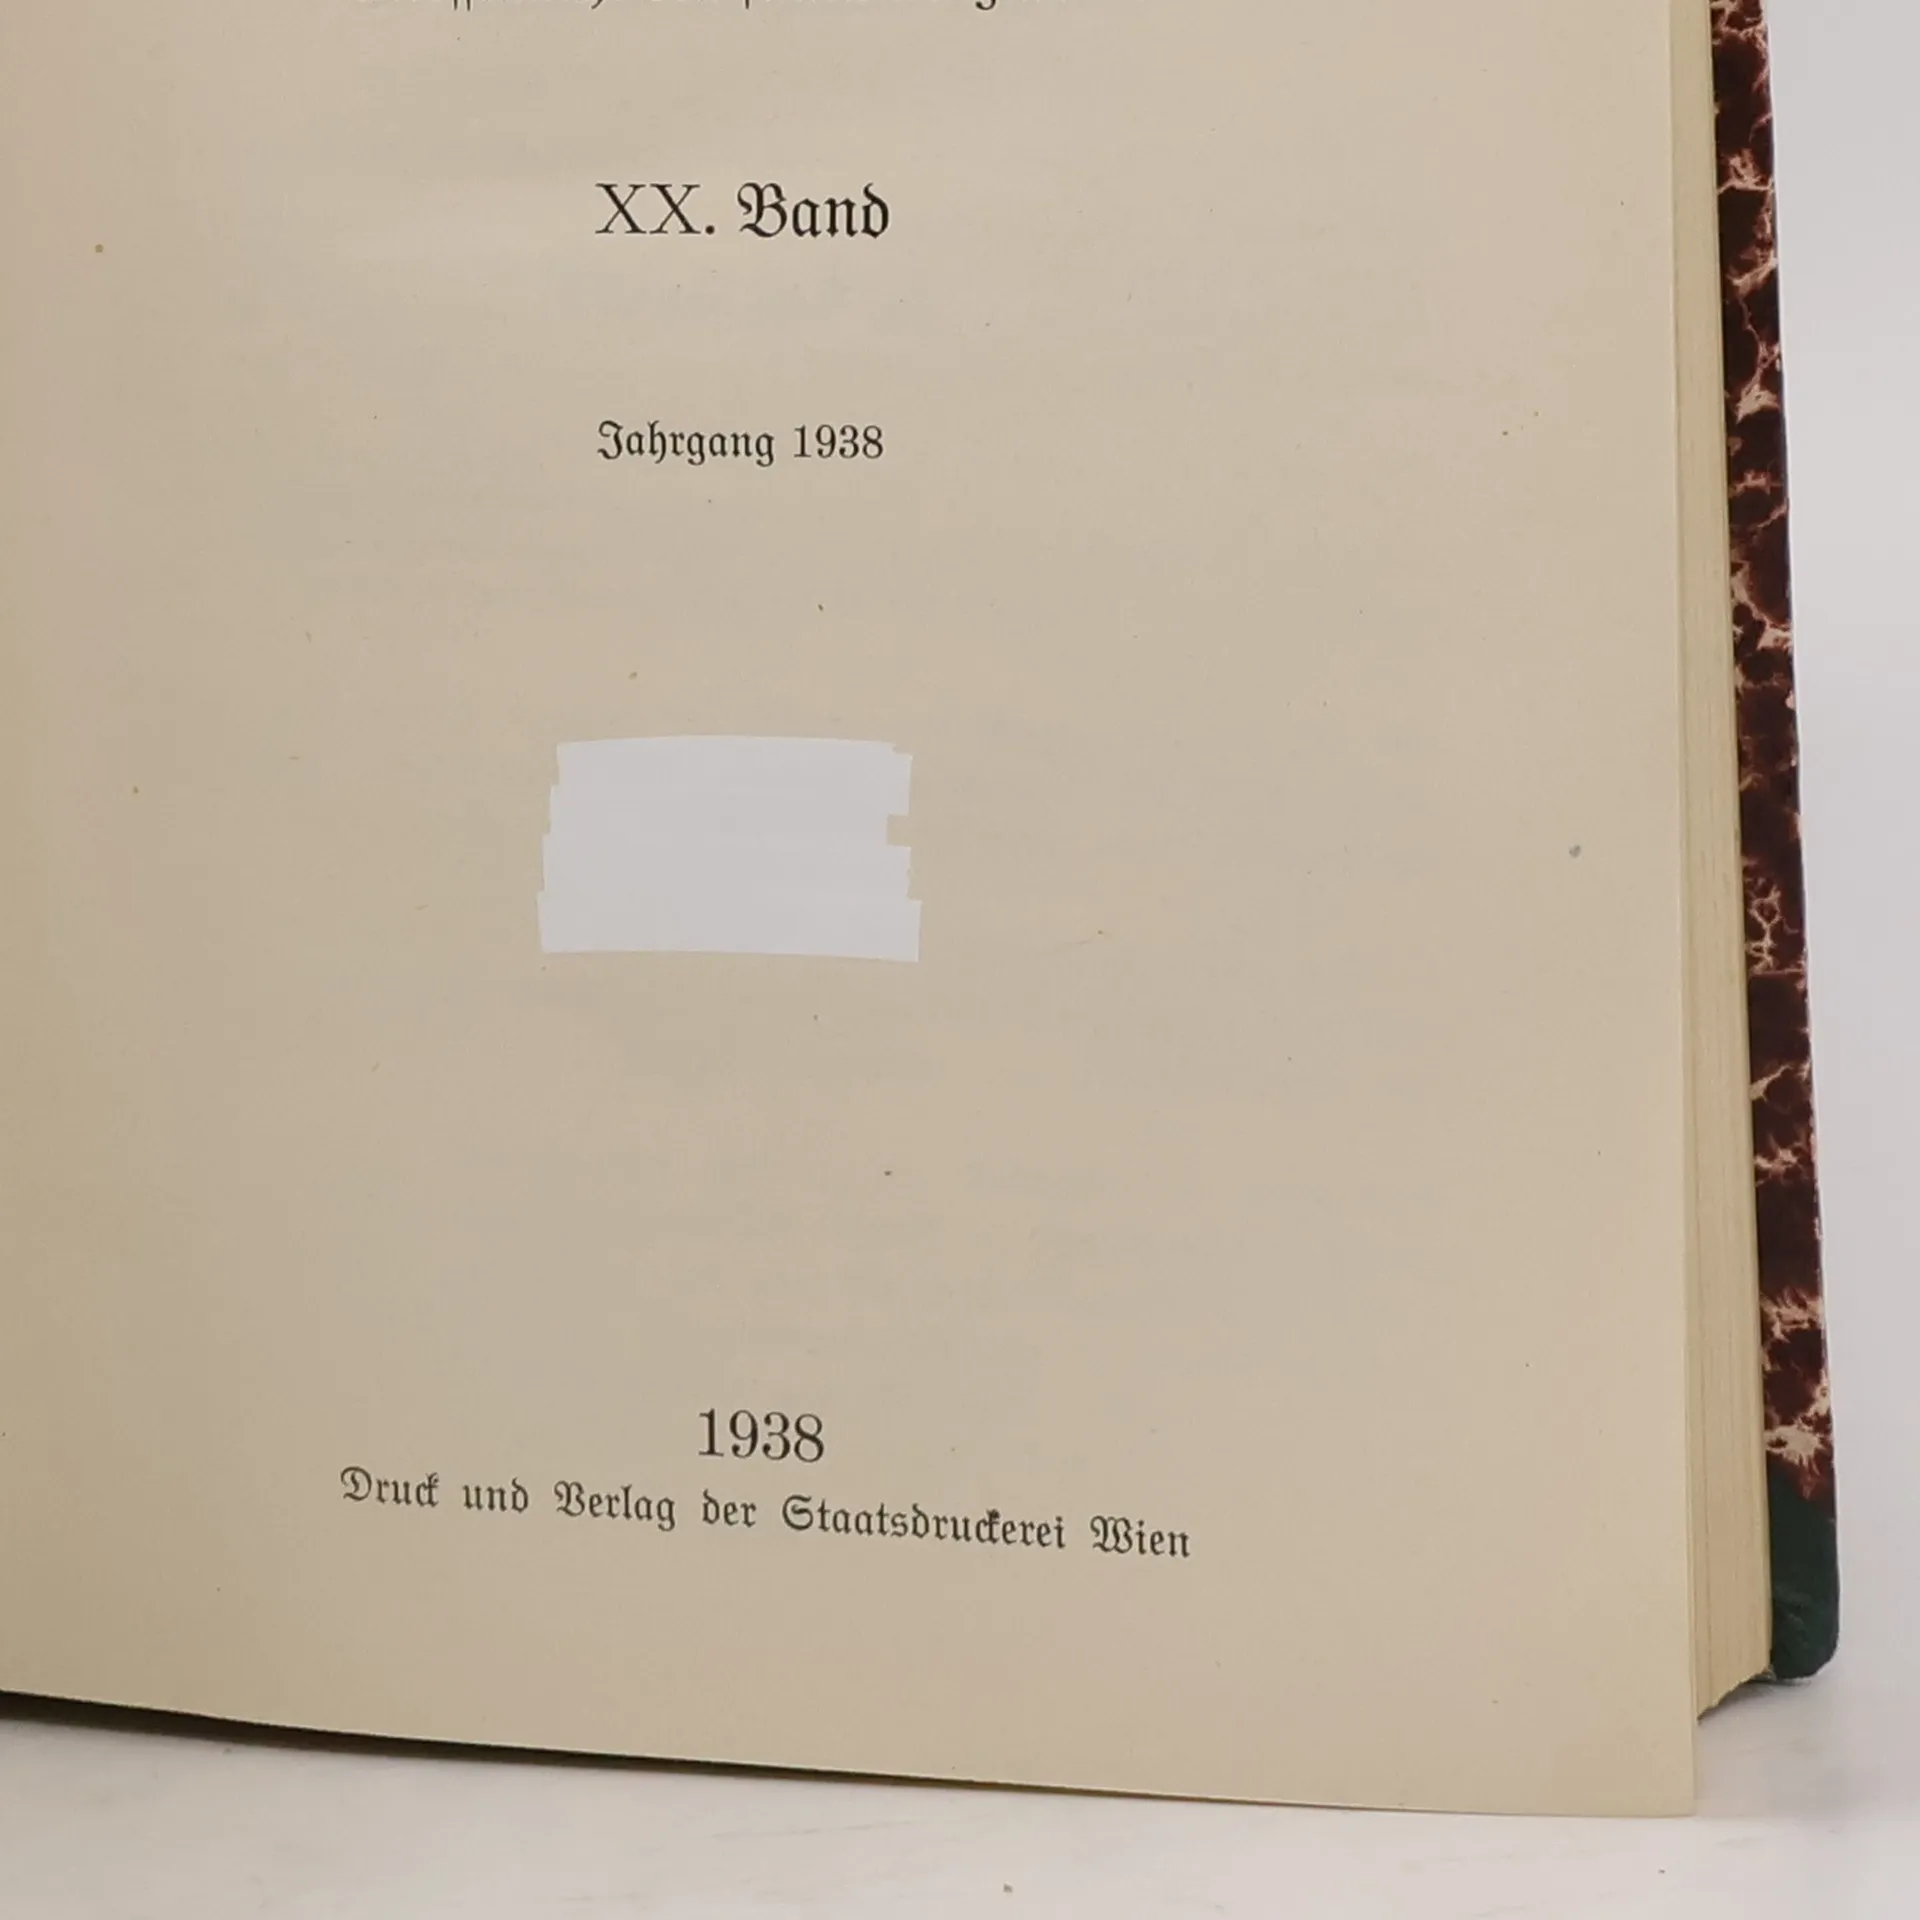 XX. Band
Jahrgang 1938
1938
Druck und Verlag der Staatsdruckerei Wien